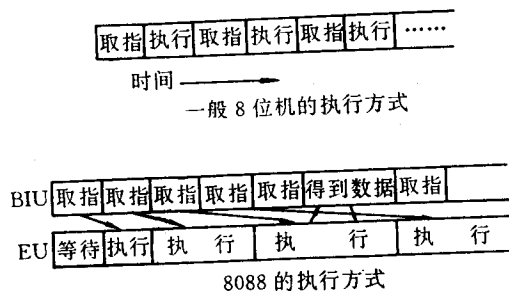 取指 执行 取指 执行 取指 执行 ……
时间
一般 8 位机的执行方式
BIU 取指 取指 取指 取指 取指 得到数据 取指
EU 等待 执行 执 行 执 行 执 行
8088 的执行方式